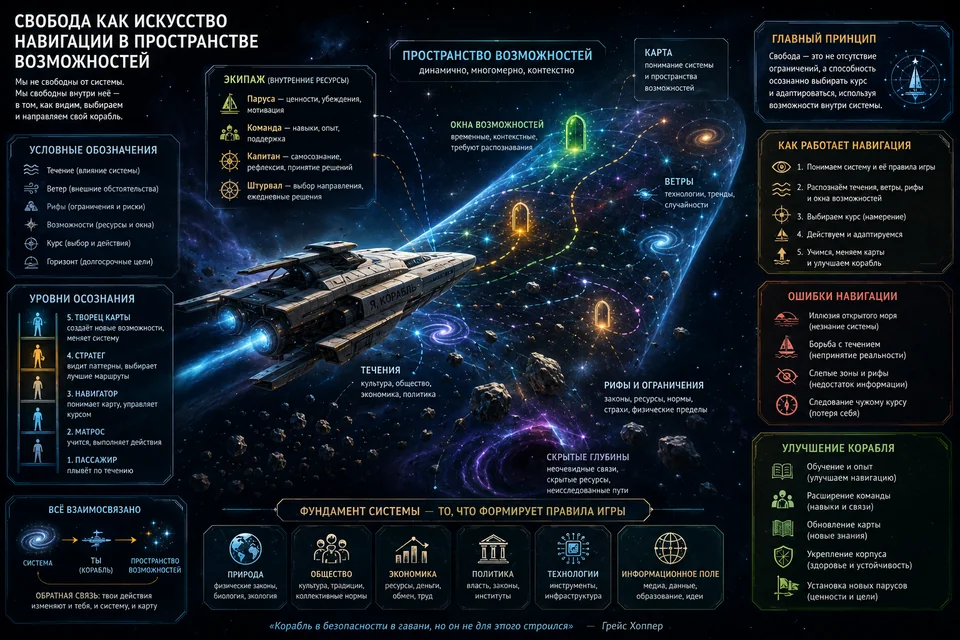 СВОБОДА КАК ИСКУССТВО
НАВИГАЦИИ В ПРОСТРАНСТВЕ
ВОЗМОЖНОСТЕЙ
Мы не свободны от системы.
Мы свободны внутри неё —
в том, как видим, выбираем
и направляем свой корабль.
УСЛОВНЫЕ ОБОЗНАЧЕНИЯ
Течение (влияние системы)
Ветер (внешние обстоятельства)
Рифы (ограничения и риски)
Возможности (ресурсы и окна)
Курс (выбор и действия)
Горизонт (долгосрочные цели)
УРОВНИ ОСОЗНАНИЯ
5. ТВОРЕЦ КАРТЫ
создаёт новые возможности,
меняет систему
4. СТРАТЕГ
видит паттерны, выбирает
лучшие маршруты
3. НАВИГАТОР
понимает карту, управляет
курсом
2. МАТРОС
учится, выполняет действия
1. ПАССАЖИР
плывёт по течению
ВСЁ ВЗАИМОСВЯЗАНО
СИСТЕМА
ТЫ
(КОРАБЛЬ)
ПРОСТРАНСТВО
ВОЗМОЖНОСТЕЙ
ОБРАТНАЯ СВЯЗЬ: твои действия
изменяют и тебя, и систему, и карту
ЭКИПАЖ (ВНУТРЕННИЕ РЕСУРСЫ)
Паруса — ценности, убеждения,
мотивация
Команда — навыки, опыт,
поддержка
Капитан — самосознание,
рефлексия, принятие решений
Штурвал — выбор направления,
ежедневные решения
ПРОСТРАНСТВО ВОЗМОЖНОСТЕЙ
динамично, многомерно, контекстно
КАРТА
понимание системы
и пространства
возможностей
ОКНА ВОЗМОЖНОСТЕЙ
временные, контекстные,
требуют распознавания
ВЕТРЫ
технологии, тренды,
случайности
Я, КОРАБЛЬ
ТЕЧЕНИЯ
культура, общество,
экономика, политика
РИФЫ И ОГРАНИЧЕНИЯ
законы, ресурсы, нормы,
страхи, физические пределы
СКРЫТЫЕ ГЛУБИНЫ
неочевидные связи,
скрытые ресурсы,
неисследованные пути
ГЛАВНЫЙ ПРИНЦИП
Свобода — это не отсутствие
ограничений, а способность
осознанно выбирать курс
и адаптироваться, используя
возможности внутри системы.
КАК РАБОТАЕТ НАВИГАЦИЯ
1. Понимаем систему и её правила игры
2. Распознаём течения, ветры, рифы
и окна возможностей
3. Выбираем курс (намерение)
4. Действуем и адаптируемся
5. Учимся, меняем карты
и улучшаем корабль
ОШИБКИ НАВИГАЦИИ
Иллюзия открытого моря
(незнание системы)
Борьба с течением
(непринятие реальности)
Слепые зоны и рифы
(недостаток информации)
Следование чужому курсу
(потеря себя)
УЛУЧШЕНИЕ КОРАБЛЯ
Обучение и опыт
(улучшаем навигацию)
Расширение команды
(навыки и связи)
Обновление карты
(новые знания)
Укрепление корпуса
(здоровье и устойчивость)
Установка новых парусов
(ценности и цели)
ФУНДАМЕНТ СИСТЕМЫ — ТО, ЧТО ФОРМИРУЕТ ПРАВИЛА ИГРЫ
ПРИРОДА
физические законы,
биология, экология
ОБЩЕСТВО
культура, традиции,
коллективные нормы
ЭКОНОМИКА
ресурсы, деньги,
обмен, труд
ПОЛИТИКА
власть, законы,
институты
ТЕХНОЛОГИИ
инструменты,
инфраструктура
ИНФОРМАЦИОННОЕ ПОЛЕ
медиа, данные,
образование, идеи
«Корабль в безопасности в гавани, но он не для этого строился» — Грейс Хоппер